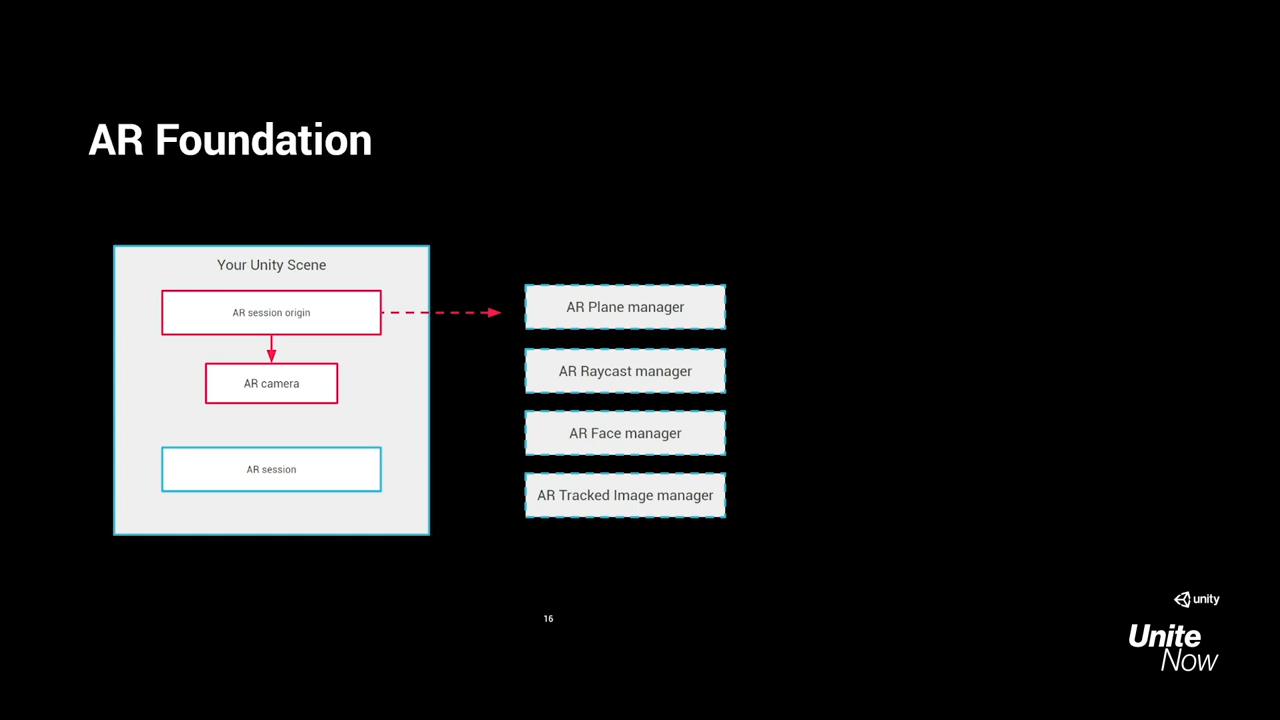 AR Foundation
Your Unity Scene
AR session origin
AR camera
AR session
AR Plane manager
AR Raycast manager
AR Face manager
AR Tracked Image manager
16
unity
Unite
Now